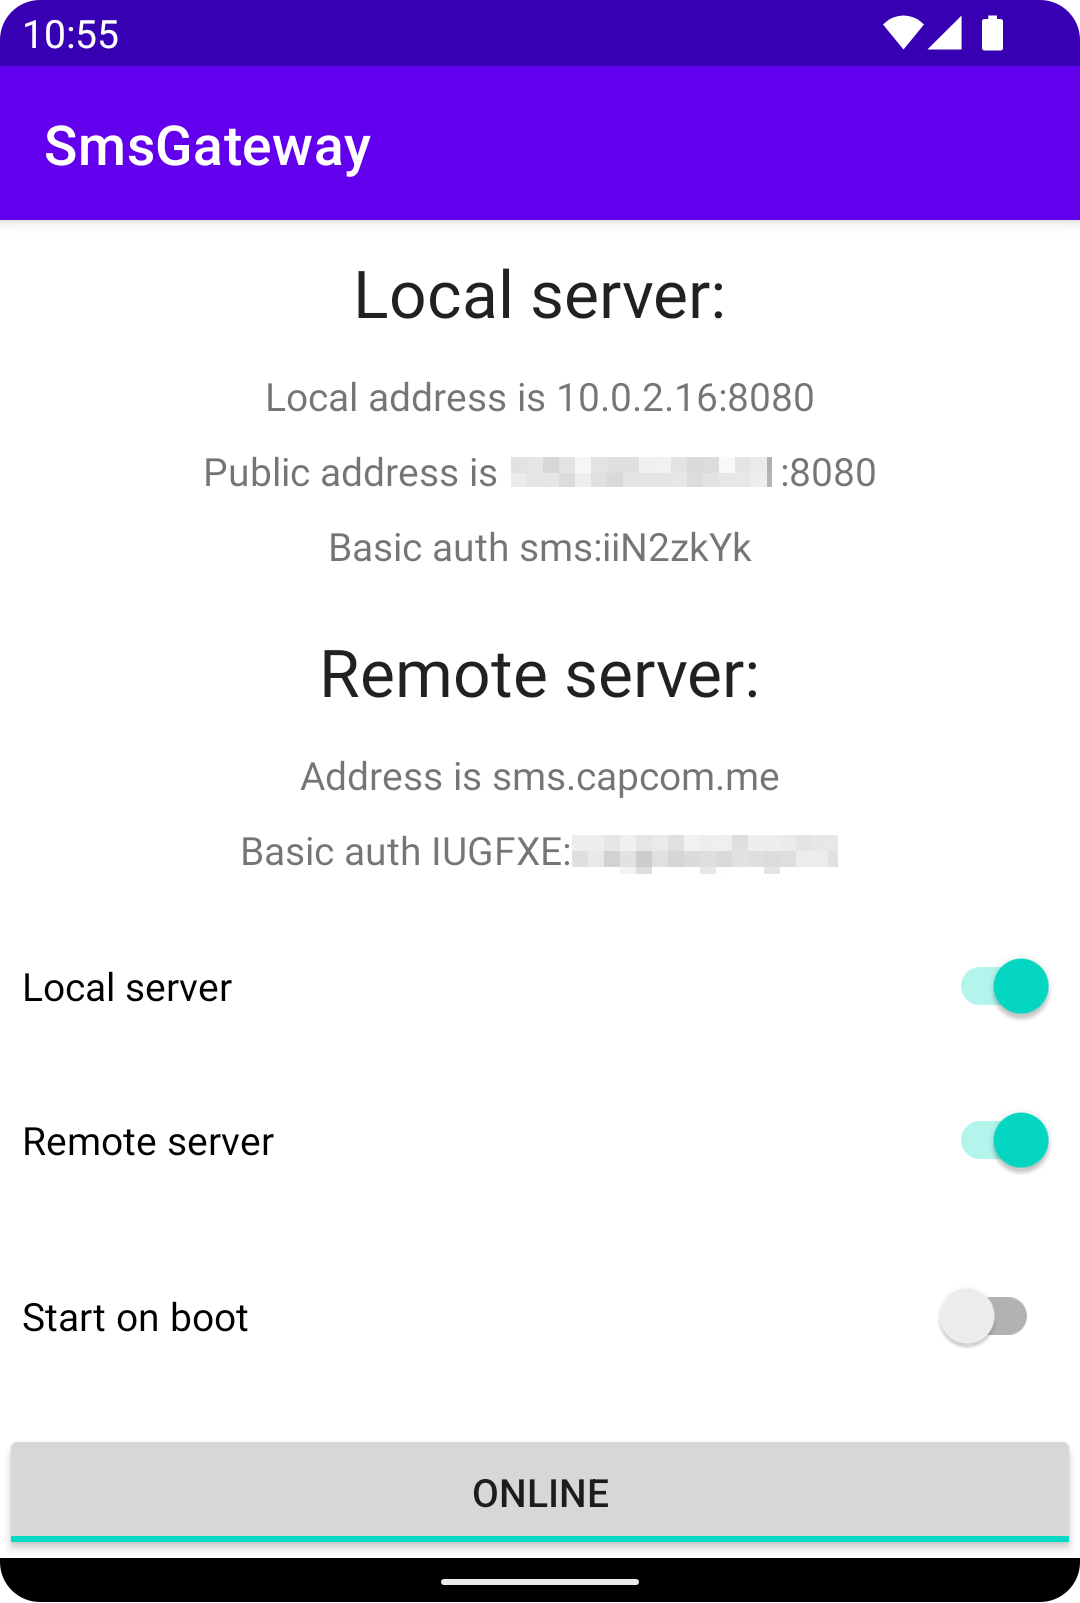 10:55
SmsGateway
Local server:
Local address is 10.0.2.16:8080
Public address is :8080
Basic auth sms:iiN2zkYk
Remote server:
Address is sms.capcom.me
Basic auth IUGFXE:
Local server
Remote server
Start on boot
ONLINE